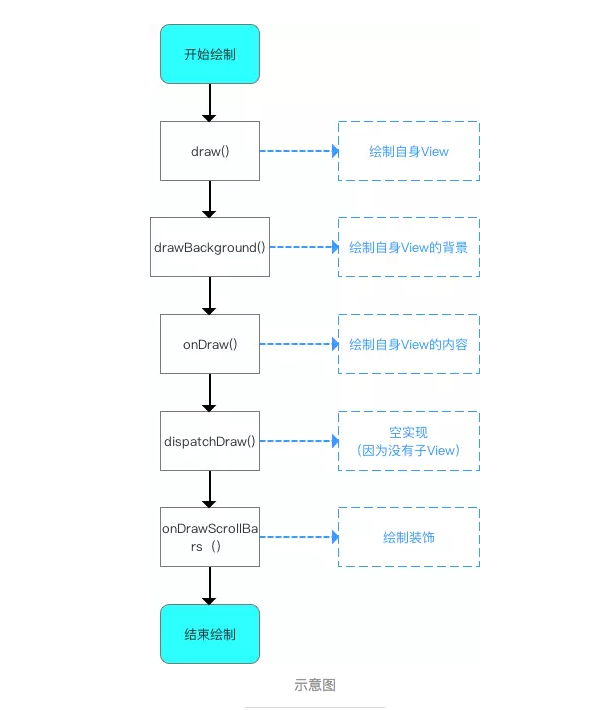 开始绘制
draw()
绘制自身View
drawBackground()
绘制自身View的背景
onDraw()
绘制自身View的内容
dispatchDraw()
空实现
（因为没有子View）
onDrawScrollBa
rs（）
绘制装饰
结束绘制
示意图